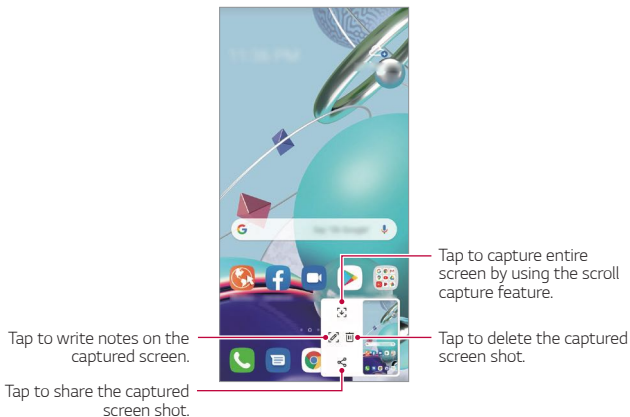 Tap to capture entire
screen by using the scroll
capture feature.
Tap to write notes on the
captured screen.
Tap to delete the captured
screen shot.
Tap to share the captured
screen shot.